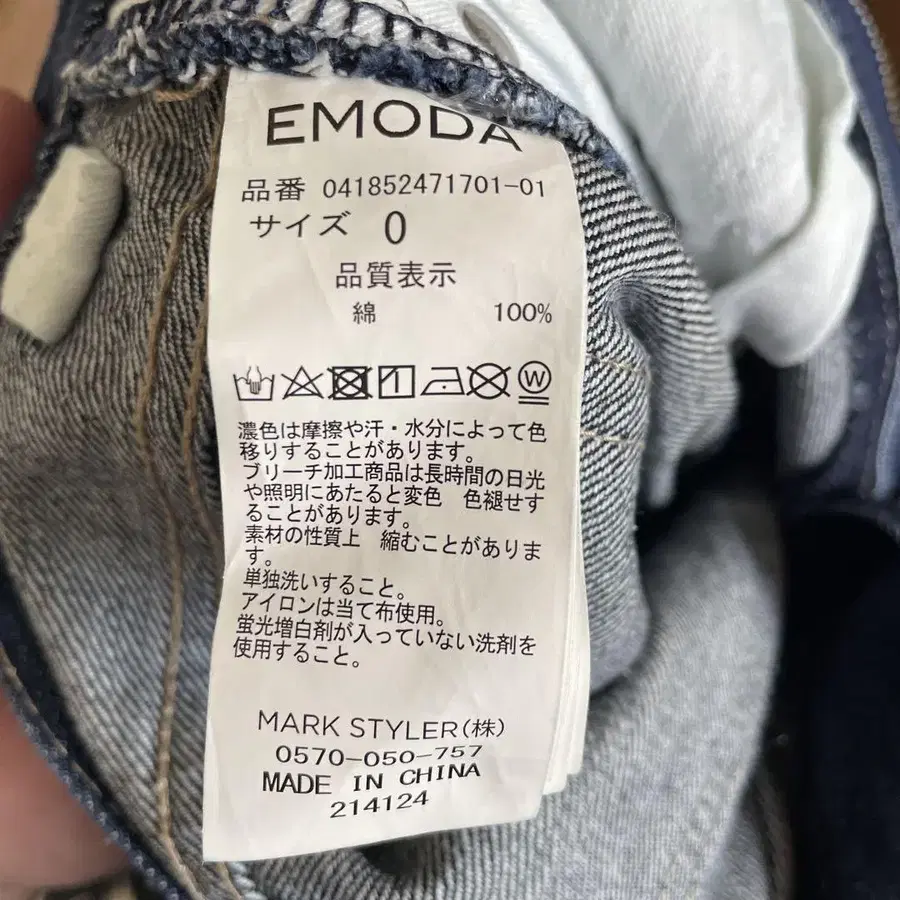 EMODA
品番 041852471701-01
サイズ 0
品質表示
綿 100%
W
濃色は摩擦や汗・水分によって色
移りすることがあります。
ブリーチ加工商品は長時間の日光
や照明にあたると変色 色褪せす
ることがあります。
素材の性質上 縮むことがありま
す。
単独洗いすること。
アイロンは当て布使用。
蛍光増白剤が入っていない洗剤を
使用すること。
MARK STYLER(株)
0570-050-757
MADE IN CHINA
214124